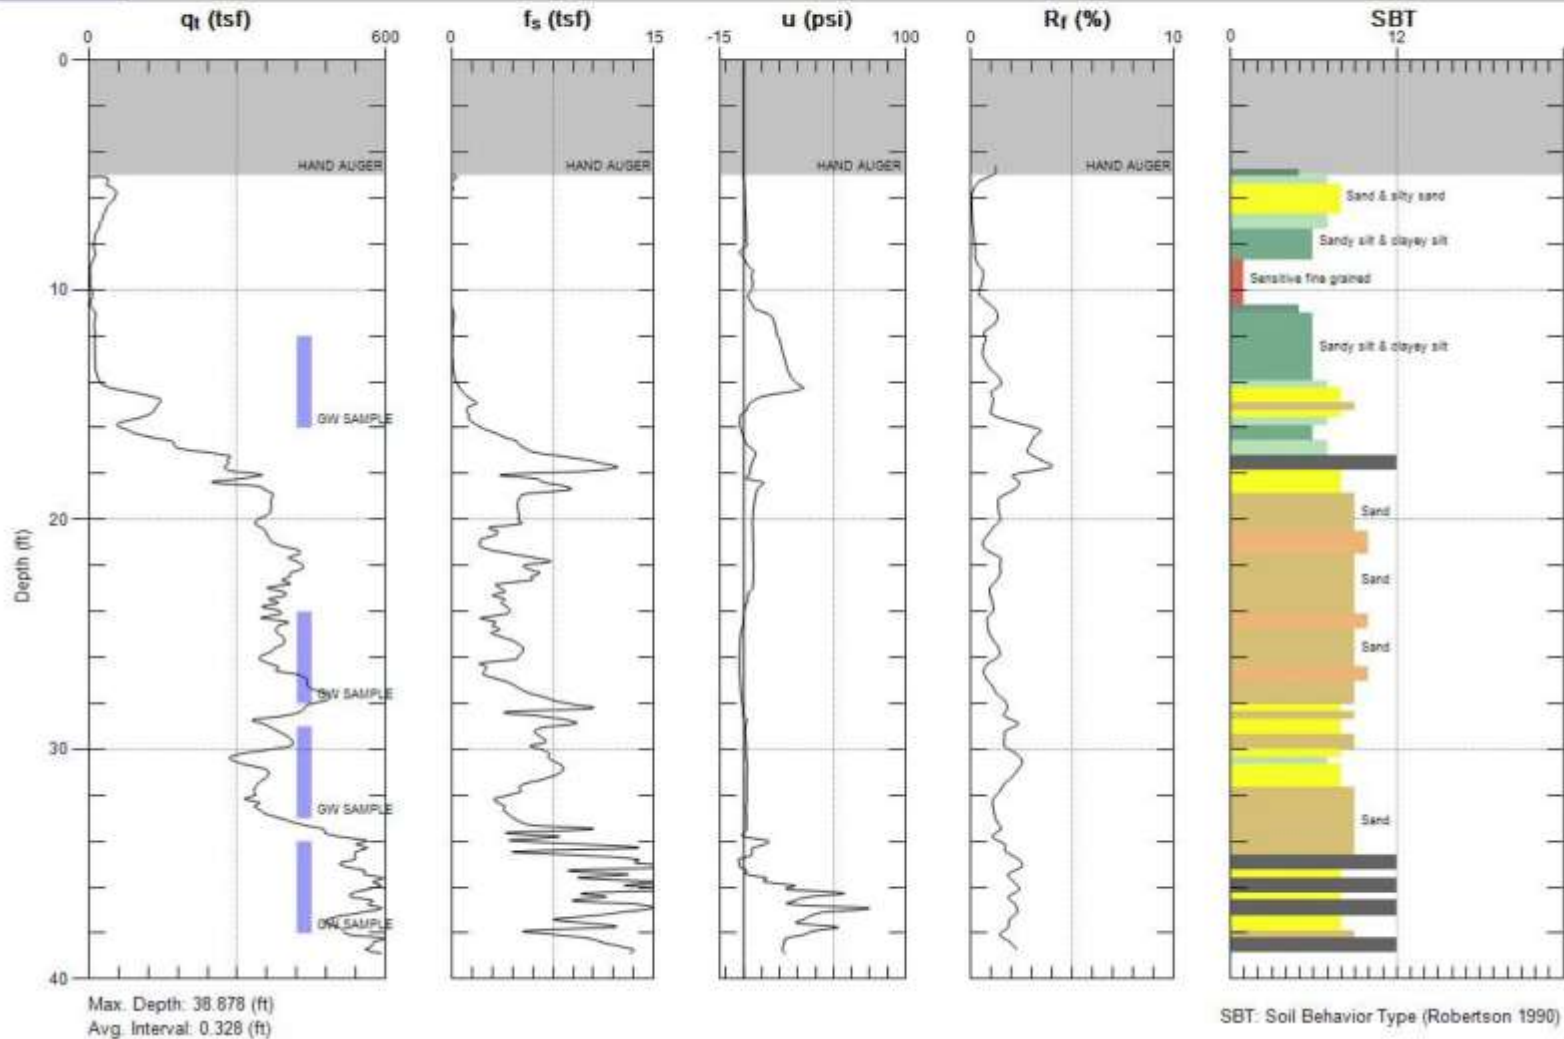 qt (tsf) fs (tsf) u (psi) Rf (%) SBT
0 600 0 15 -15 100 0 10 0 12
0
HAND AUGER HAND AUGER HAND AUGER HAND AUGER
Sand & silty sand
Sandy silt & clayey silt
Sensitive fine grained
10
Sandy silt & clayey silt
GW SAMPLE
Sand
20
Depth (ft)
Sand
Sand
GW SAMPLE
30
GW SAMPLE
Sand
GW SAMPLE
40
Max. Depth: 38.878 (ft)
Avg. Interval: 0.328 (ft)
SBT: Soil Behavior Type (Robertson 1990)